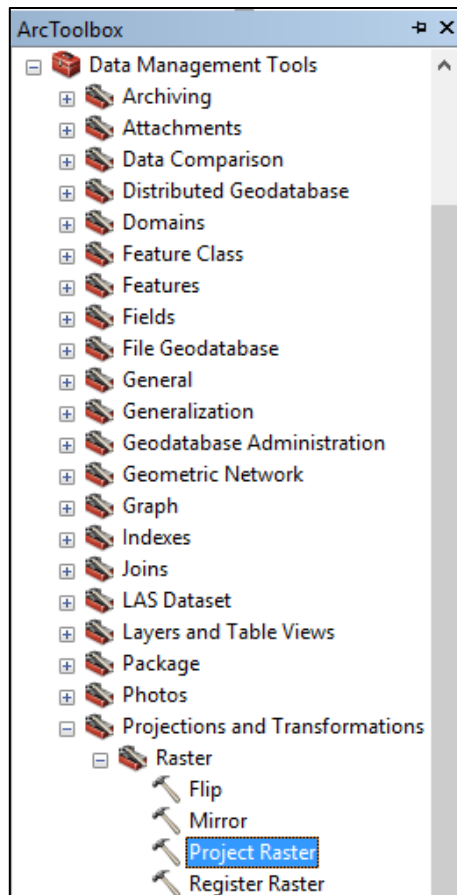 ArcToolbox
Data Management Tools
Archiving
Attachments
Data Comparison
Distributed Geodatabase
Domains
Feature Class
Features
Fields
File Geodatabase
General
Generalization
Geodatabase Administration
Geometric Network
Graph
Indexes
Joins
LAS Dataset
Layers and Table Views
Package
Photos
Projections and Transformations
Raster
Flip
Mirror
Project Raster
Register Raster